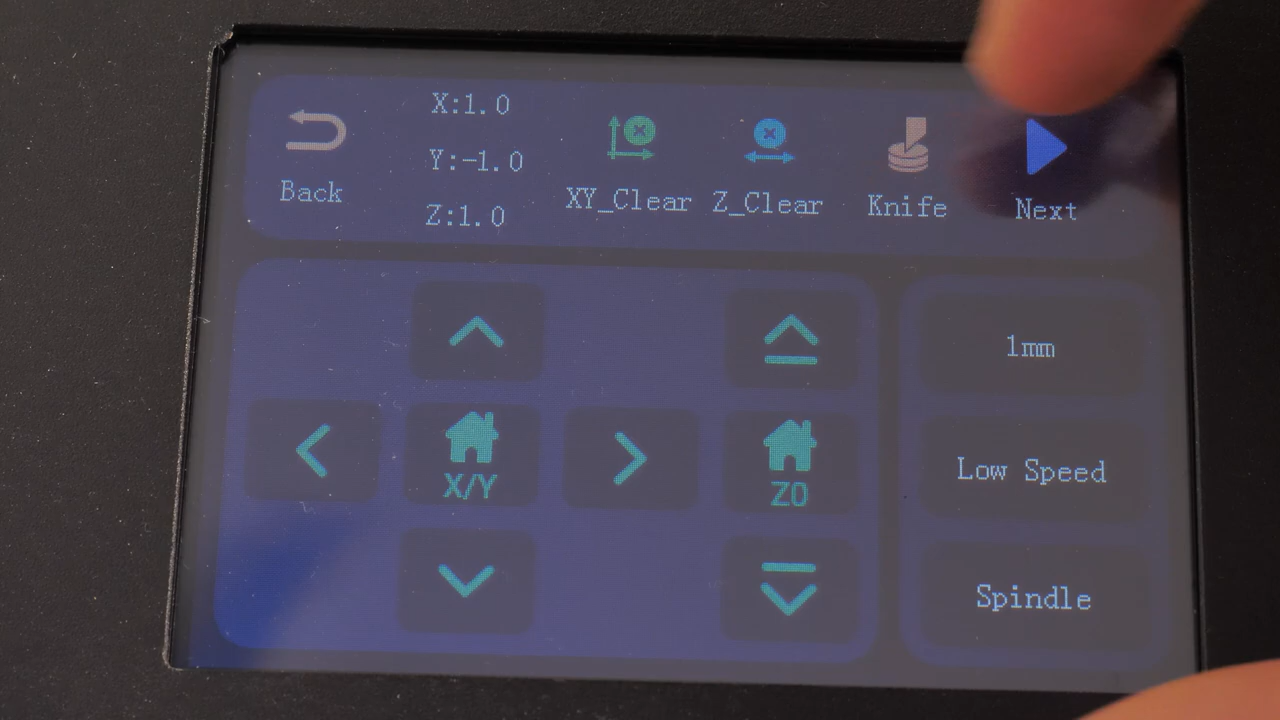 X:1.0
Y:-1.0
Z:1.0
Back
XY_Clear
Z_Clear
Knife
Next
1mm
X/Y
Z0
Low Speed
Spindle